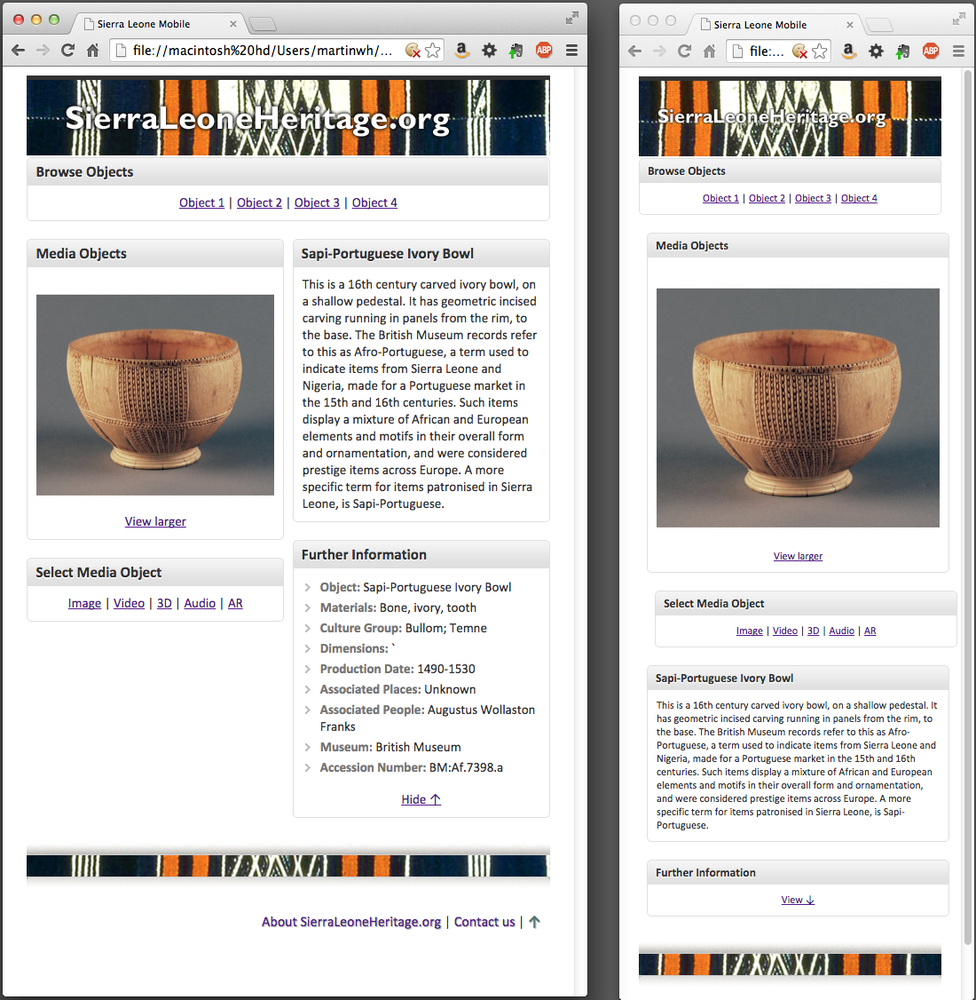 Sierra Leone Mobile
file://macintosh%20hd/Users/martinwh/...
ABP
SierraLeoneHeritage.org
Browse Objects
Object 1 | Object 2 | Object 3 | Object 4
Media Objects
View larger
Select Media Object
Image | Video | 3D | Audio | AR
Sapi-Portuguese Ivory Bowl
This is a 16th century carved ivory bowl, on
a shallow pedestal. It has geometric incised
carving running in panels from the rim, to
the base. The British Museum records refer
to this as Afro-Portuguese, a term used to
indicate items from Sierra Leone and
Nigeria, made for a Portuguese market in
the 15th and 16th centuries. Such items
display a mixture of African and European
elements and motifs in their overall form
and ornamentation, and were considered
prestige items across Europe. A more
specific term for items patronised in Sierra
Leone, is Sapi-Portuguese.
Further Information
Object: Sapi-Portuguese Ivory Bowl
Materials: Bone, ivory, tooth
Culture Group: Bullom; Temne
Dimensions: `
Production Date: 1490-1530
Associated Places: Unknown
Associated People: Augustus Wollaston
Franks
Museum: British Museum
Accession Number: BM:Af.7398.a
Hide ↑
About SierraLeoneHeritage.org | Contact us | ↑
Sierra Leone Mobile
file:...
ABP
SierraLeoneHeritage.org
Browse Objects
Object 1 | Object 2 | Object 3 | Object 4
Media Objects
View larger
Select Media Object
Image | Video | 3D | Audio | AR
Sapi-Portuguese Ivory Bowl
This is a 16th century carved ivory bowl, on a shallow pedestal. It
has geometric incised carving running in panels from the rim, to
the base. The British Museum records refer to this as Afro-
Portuguese, a term used to indicate items from Sierra Leone and
Nigeria, made for a Portuguese market in the 15th and 16th
centuries. Such items display a mixture of African and European
elements and motifs in their overall form and ornamentation,
and were considered prestige items across Europe. A more
specific term for items patronised in Sierra Leone, is Sapi-
Portuguese.
Further Information
View ↓